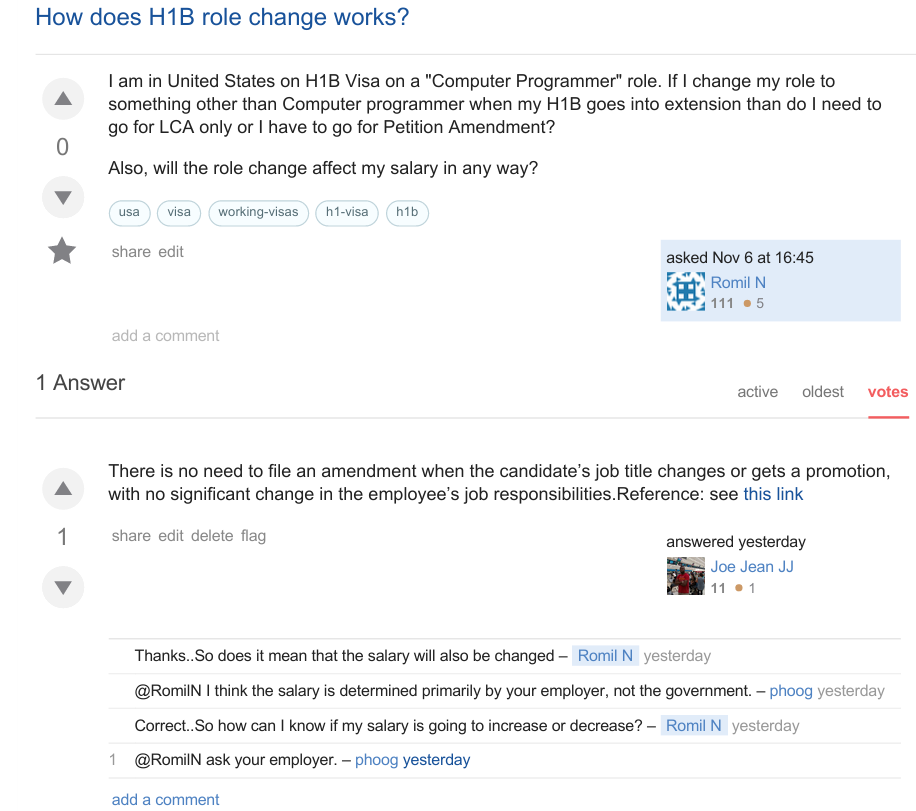 How does H1B role change works?
I am in United States on H1B Visa on a "Computer Programmer" role. If I change my role to
something other than Computer programmer when my H1B goes into extension than do I need to
go for LCA only or I have to go for Petition Amendment?
0
Also, will the role change affect my salary in any way?
usa visa working-visas h1-visa h1b
share edit
asked Nov 6 at 16:45
Romil N
111 5
add a comment
1 Answer
active oldest votes
There is no need to file an amendment when the candidate’s job title changes or gets a promotion,
with no significant change in the employee’s job responsibilities.Reference: see this link
1
share edit delete flag
answered yesterday
Joe Jean JJ
11 1
Thanks..So does it mean that the salary will also be changed – Romil N yesterday
@RomilN I think the salary is determined primarily by your employer, not the government. – phoog yesterday
Correct..So how can I know if my salary is going to increase or decrease? – Romil N yesterday
1 @RomilN ask your employer. – phoog yesterday
add a comment